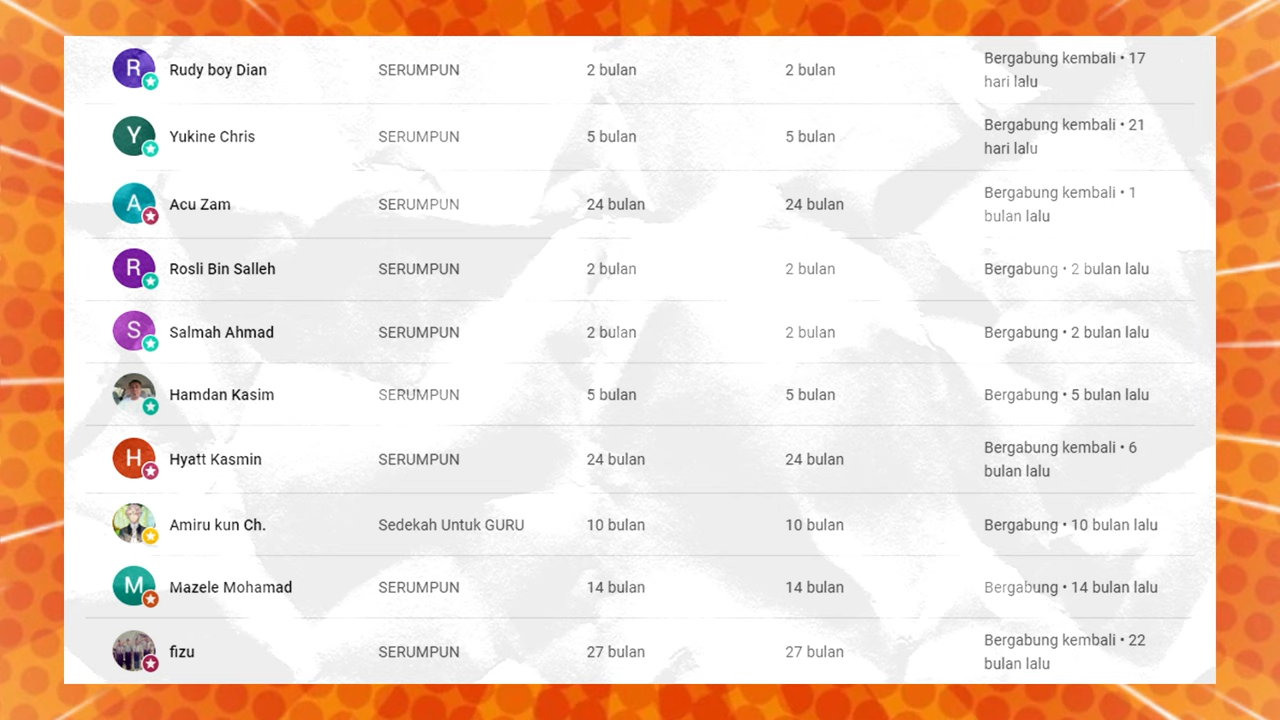 R Rudy boy Dian SERUMPUN 2 bulan 2 bulan Bergabung kembali • 17
hari lalu
Y Yukine Chris SERUMPUN 5 bulan 5 bulan Bergabung kembali • 21
hari lalu
A Acu Zam SERUMPUN 24 bulan 24 bulan Bergabung kembali • 1
bulan lalu
R Rosli Bin Salleh SERUMPUN 2 bulan 2 bulan Bergabung • 2 bulan lalu
S Salmah Ahmad SERUMPUN 2 bulan 2 bulan Bergabung • 2 bulan lalu
Hamdan Kasim SERUMPUN 5 bulan 5 bulan Bergabung • 5 bulan lalu
H Hyatt Kasmin SERUMPUN 24 bulan 24 bulan Bergabung kembali • 6
bulan lalu
Amiru kun Ch. Sedekah Untuk GURU 10 bulan 10 bulan Bergabung • 10 bulan lalu
M Mazele Mohamad SERUMPUN 14 bulan 14 bulan Bergabung • 14 bulan lalu
fizu SERUMPUN 27 bulan 27 bulan Bergabung kembali • 22
bulan lalu